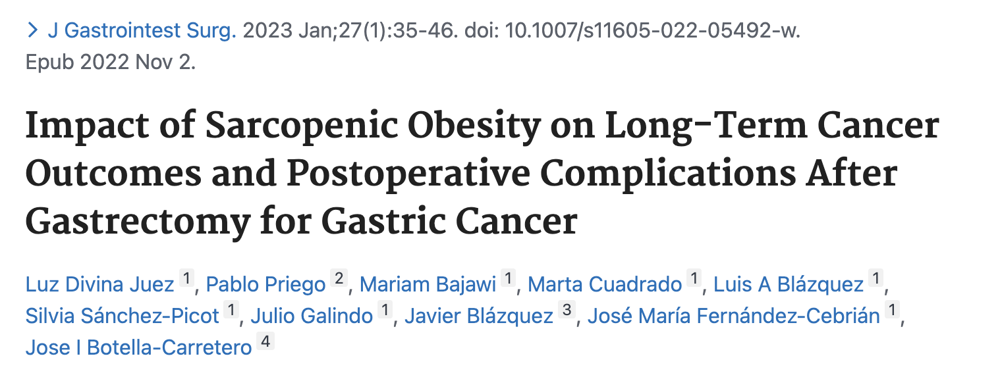 > J Gastrointest Surg. 2023 Jan;27(1):35-46. doi: 10.1007/s11605-022-05492-w.
Epub 2022 Nov 2.
Impact of Sarcopenic Obesity on Long-Term Cancer
Outcomes and Postoperative Complications After
Gastrectomy for Gastric Cancer
Luz Divina Juez 1, Pablo Priego 2, Mariam Bajawi 1, Marta Cuadrado 1, Luis A Blázquez 1,
Silvia Sánchez-Picot 1, Julio Galindo 1, Javier Blázquez 3, José María Fernández-Cebrián 1,
Jose I Botella-Carretero 4